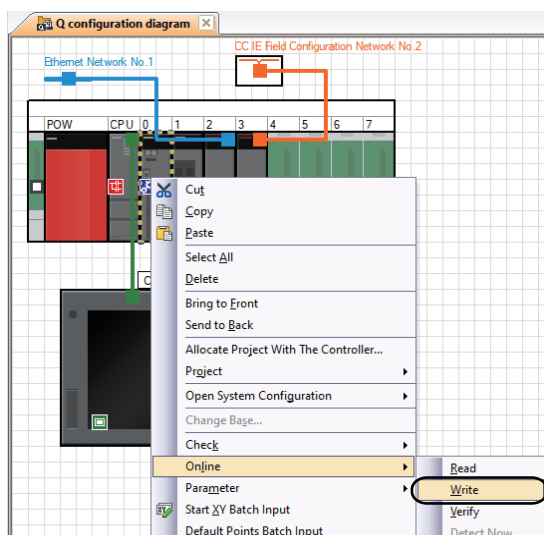 Q configuration diagram
CC IE Field Configuration Network No.2
Ethernet Network No.1
POW CPU 0 1 2 3 4 5 6 7
Cut
Copy
Paste
Select All
Delete
Bring to Front
Send to Back
Allocate Project With The Controller...
Project
Open System Configuration
Change Base...
Check
Online
Read
Parameter
Write
Start XY Batch Input
Verify
Default Points Batch Input
Detect Now